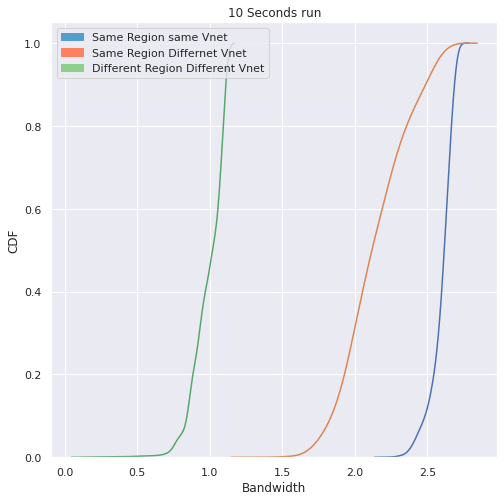 10 Seconds run
Same Region same Vnet
Same Region Differnet Vnet
Different Region Different Vnet
1.0
0.8
0.6
0.4
0.2
0.0
CDF
0.0 0.5 1.0 1.5 2.0 2.5
Bandwidth